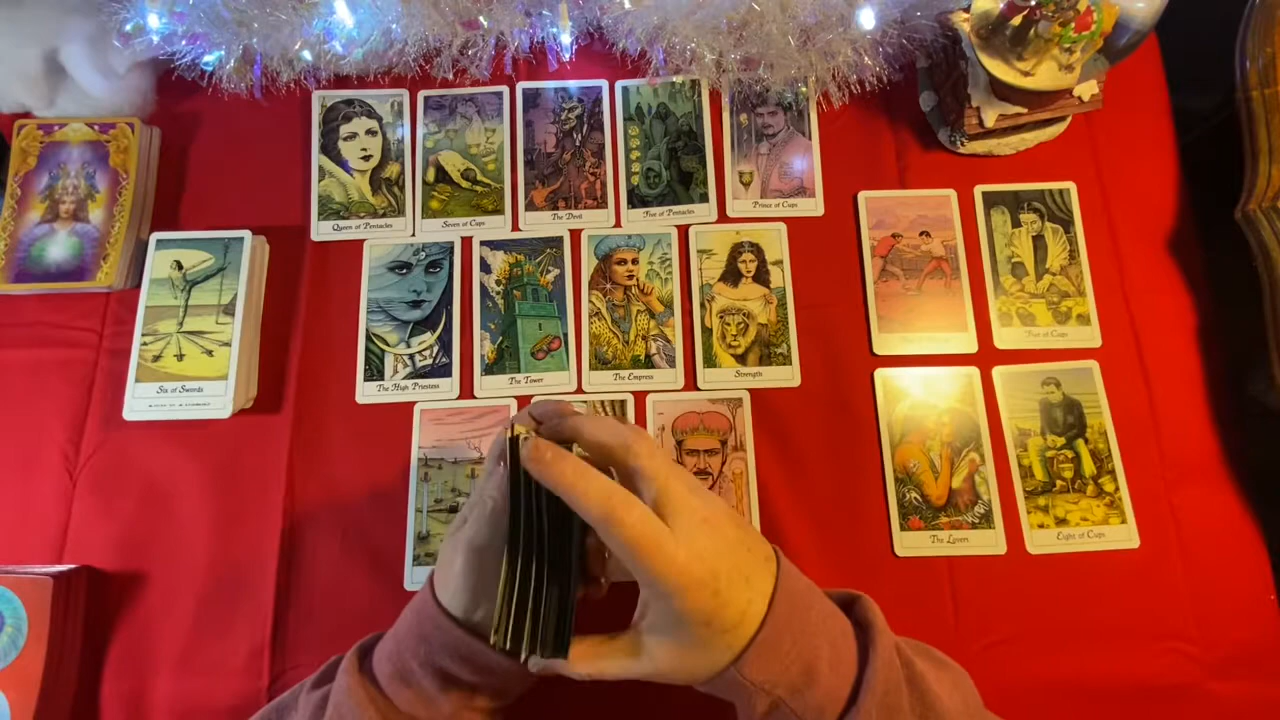 Queen of Pentacles
Seven of Cups
The Devil
Five of Pentacles
Prince of Cups
The High Priestess
The Tower
The Empress
Strength
Five of Cups
Six of Swords
The Lovers
Eight of Cups